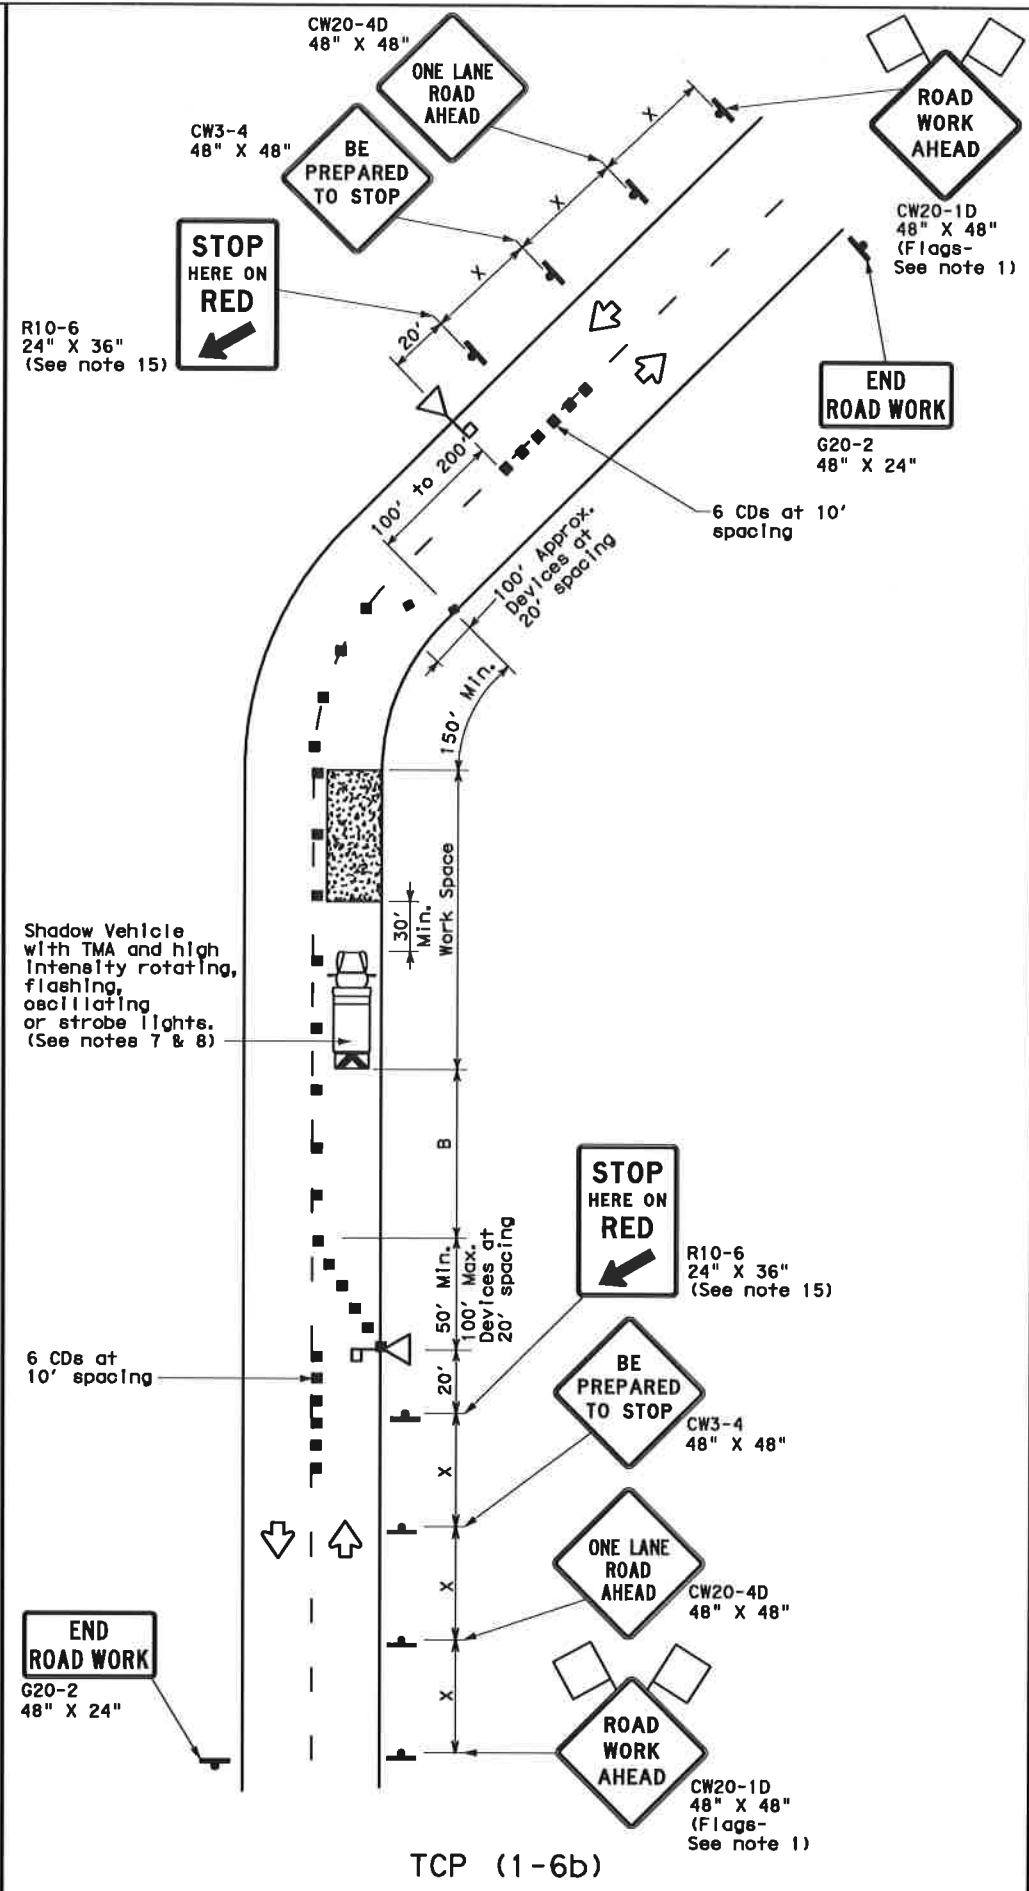 CW20-4D
48" X 48"
ONE LANE
ROAD
AHEAD
ROAD
WORK
AHEAD
CW3-4
48" X 48"
BE
PREPARED
TO STOP
X
X
X
CW20-1D
48" X 48"
(Flags-
See note 1)
STOP
HERE ON
RED
R10-6
24" X 36"
(See note 15)
20'
END
ROAD WORK
G20-2
48" X 24"
100' to 200'
6 CDs at 10'
spacing
100' Approx.
Devices at
20' spacing
150' Min.
Work Space
30'
Min.
Shadow Vehicle
with TMA and high
intensity rotating,
flashing,
oscillating
or strobe lights.
(See notes 7 & 8)
B
50' Min.
100' Max.
Devices at
20' spacing
STOP
HERE ON
RED
R10-6
24" X 36"
(See note 15)
6 CDs at
10' spacing
20'
BE
PREPARED
TO STOP
CW3-4
48" X 48"
X
ONE LANE
ROAD
AHEAD
CW20-4D
48" X 48"
X
END
ROAD WORK
G20-2
48" X 24"
X
ROAD
WORK
AHEAD
CW20-1D
48" X 48"
(Flags-
See note 1)
TCP (1-6b)